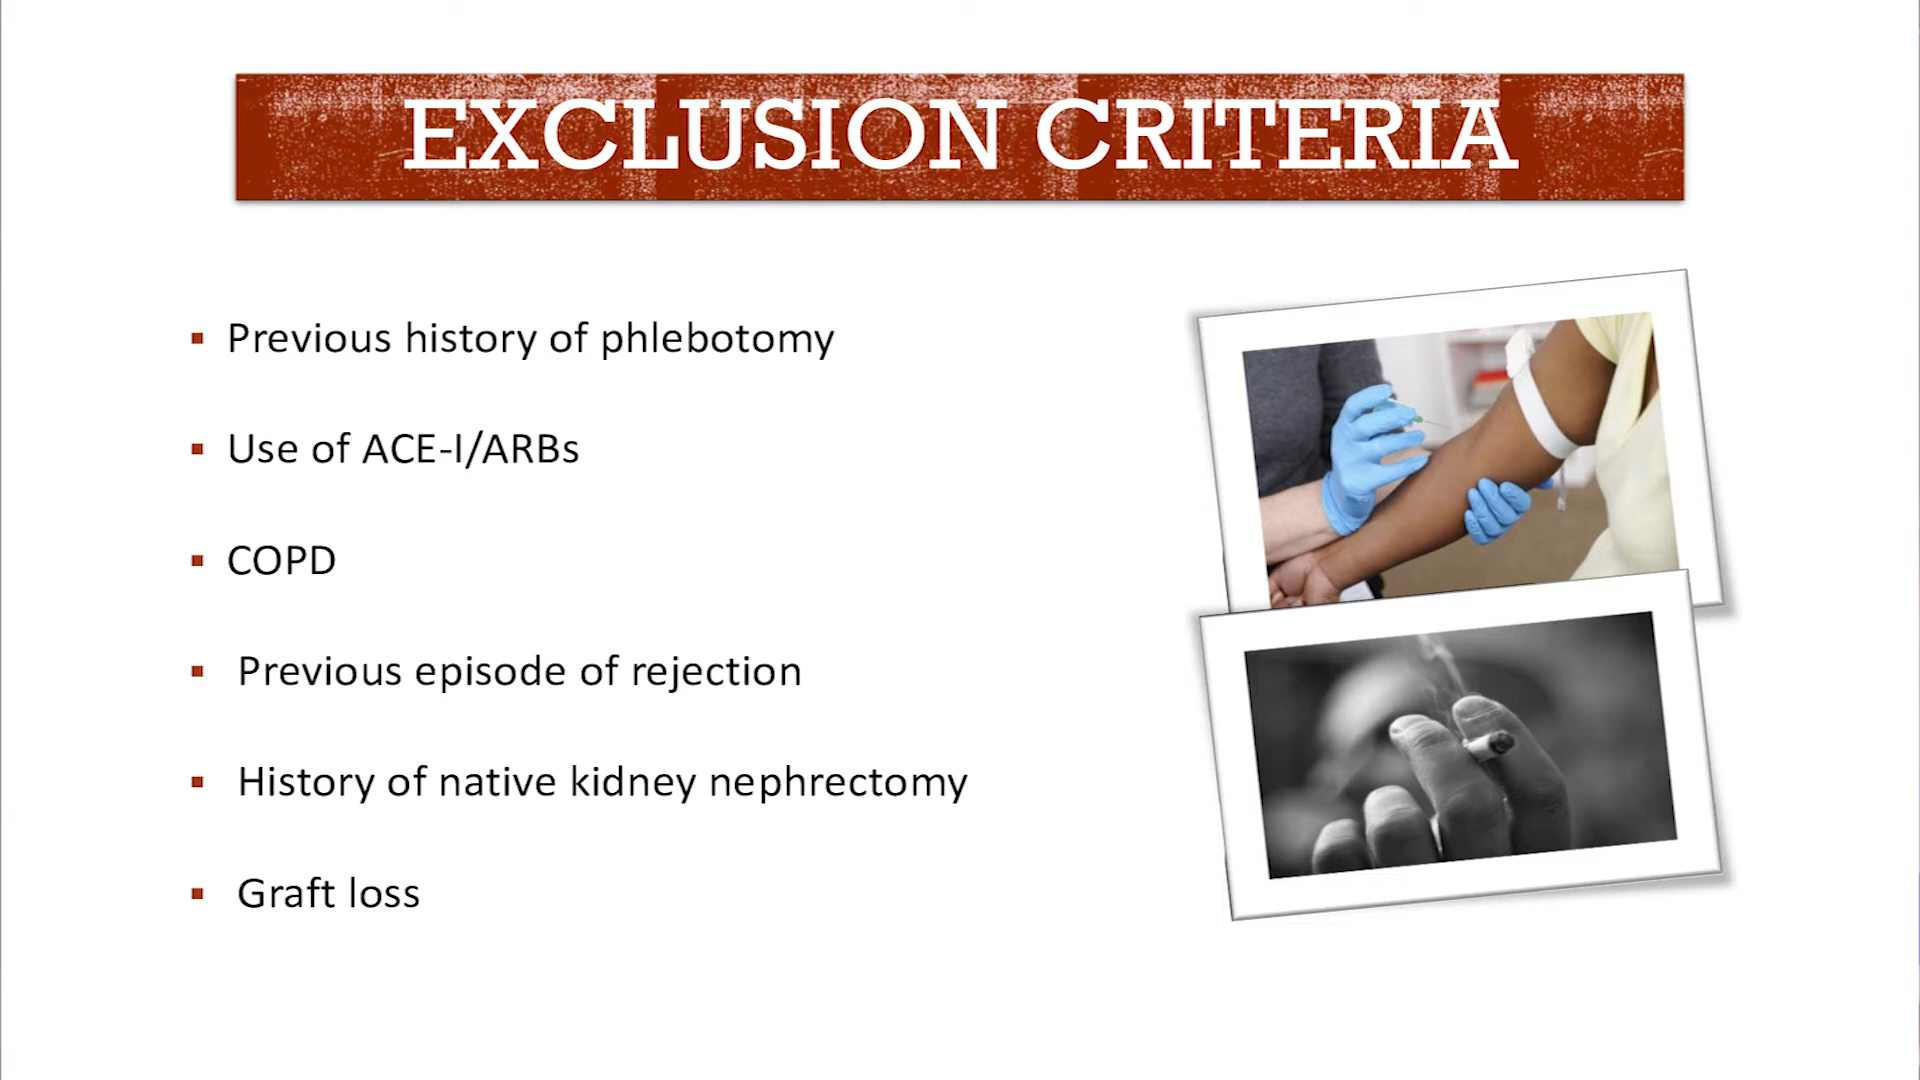 EXCLUSION CRITERIA
Previous history of phlebotomy
Use of ACE-I/ARBs
COPD
Previous episode of rejection
History of native kidney nephrectomy
Graft loss